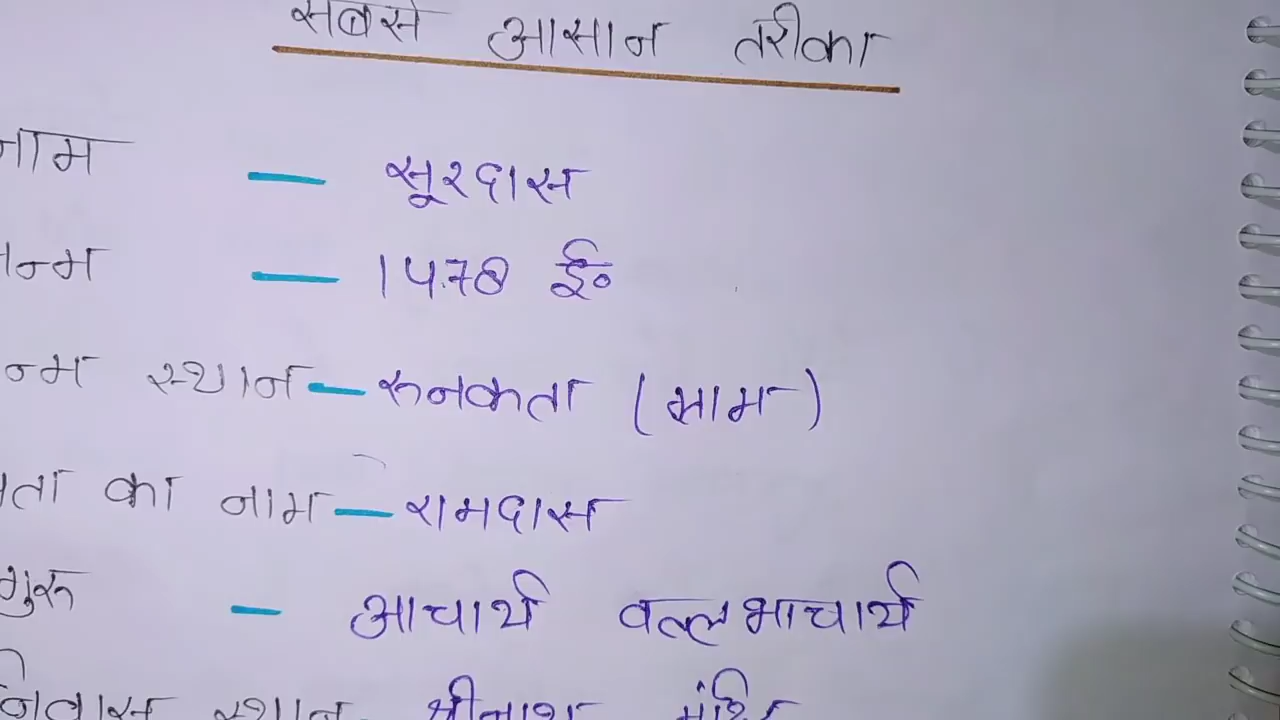 सबसे आसान तरीका
नाम — सूरदास
जन्म — 1478 ई०
जन्म स्थान — रुनकता (ग्राम)
पिता का नाम — रामदास
गुरु — आचार्य वल्लभाचार्य
निवास स्थान - श्रीनाथ मंदिर